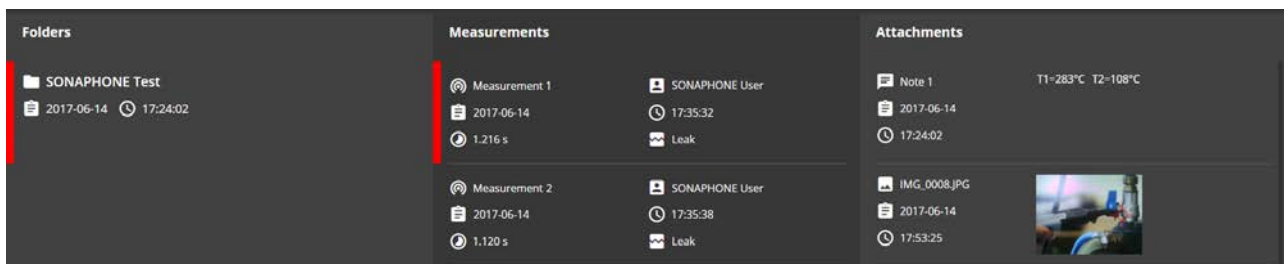 Folders
SONAPHONE Test
2017-06-14 17:24:02
Measurements
Measurement 1 SONAPHONE User
2017-06-14 17:35:32
1.216 s Leak
Measurement 2 SONAPHONE User
2017-06-14 17:35:38
1.120 s Leak
Attachments
Note 1 T1=283°C T2=108°C
2017-06-14
17:24:02
IMG_0008.JPG
2017-06-14
17:53:25